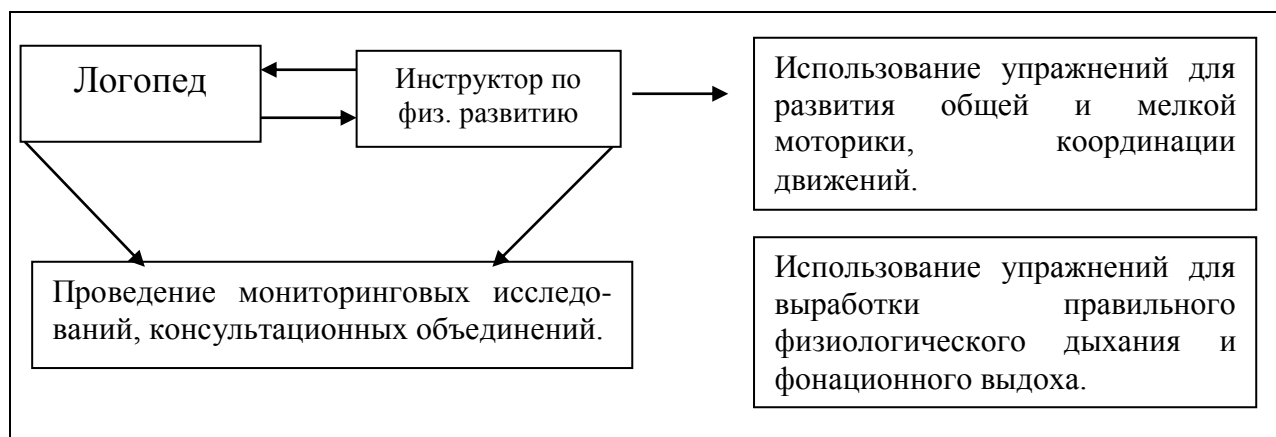 Логопед
Инструктор по
физ. развитию
Использование упражнений для
развития общей и мелкой
моторики, координации
движений.
Проведение мониторинговых исследо-
ваний, консультационных объединений.
Использование упражнений для
выработки правильного
физиологического дыхания и
фонационного выдоха.